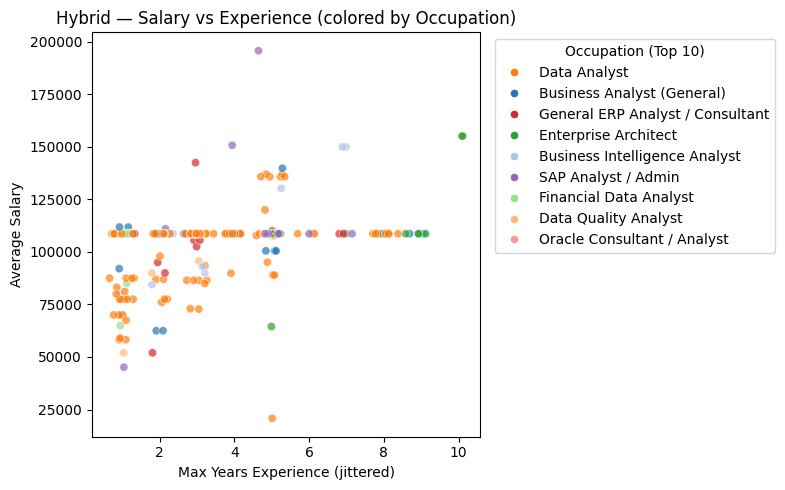 Hybrid — Salary vs Experience (colored by Occupation)
200000
175000
150000
125000
100000
75000
50000
25000
Average Salary
2
4
6
8
10
Max Years Experience (jittered)
Occupation (Top 10)
Data Analyst
Business Analyst (General)
General ERP Analyst / Consultant
Enterprise Architect
Business Intelligence Analyst
SAP Analyst / Admin
Financial Data Analyst
Data Quality Analyst
Oracle Consultant / Analyst